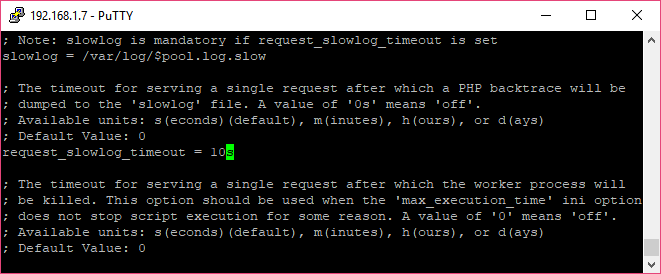 192.168.1.7 - PuTTY
; Note: slowlog is mandatory if request_slowlog_timeout is set
slowlog = /var/log/$pool.log.slow
; The timeout for serving a single request after which a PHP backtrace will be
; dumped to the 'slowlog' file. A value of '0s' means 'off'.
; Available units: s(econds)(default), m(inutes), h(ours), or d(ays)
; Default Value: 0
request_slowlog_timeout = 10s
; The timeout for serving a single request after which the worker process will
; be killed. This option should be used when the 'max_execution_time' ini option
; does not stop script execution for some reason. A value of '0' means 'off'.
; Available units: s(econds)(default), m(inutes), h(ours), or d(ays)
; Default Value: 0